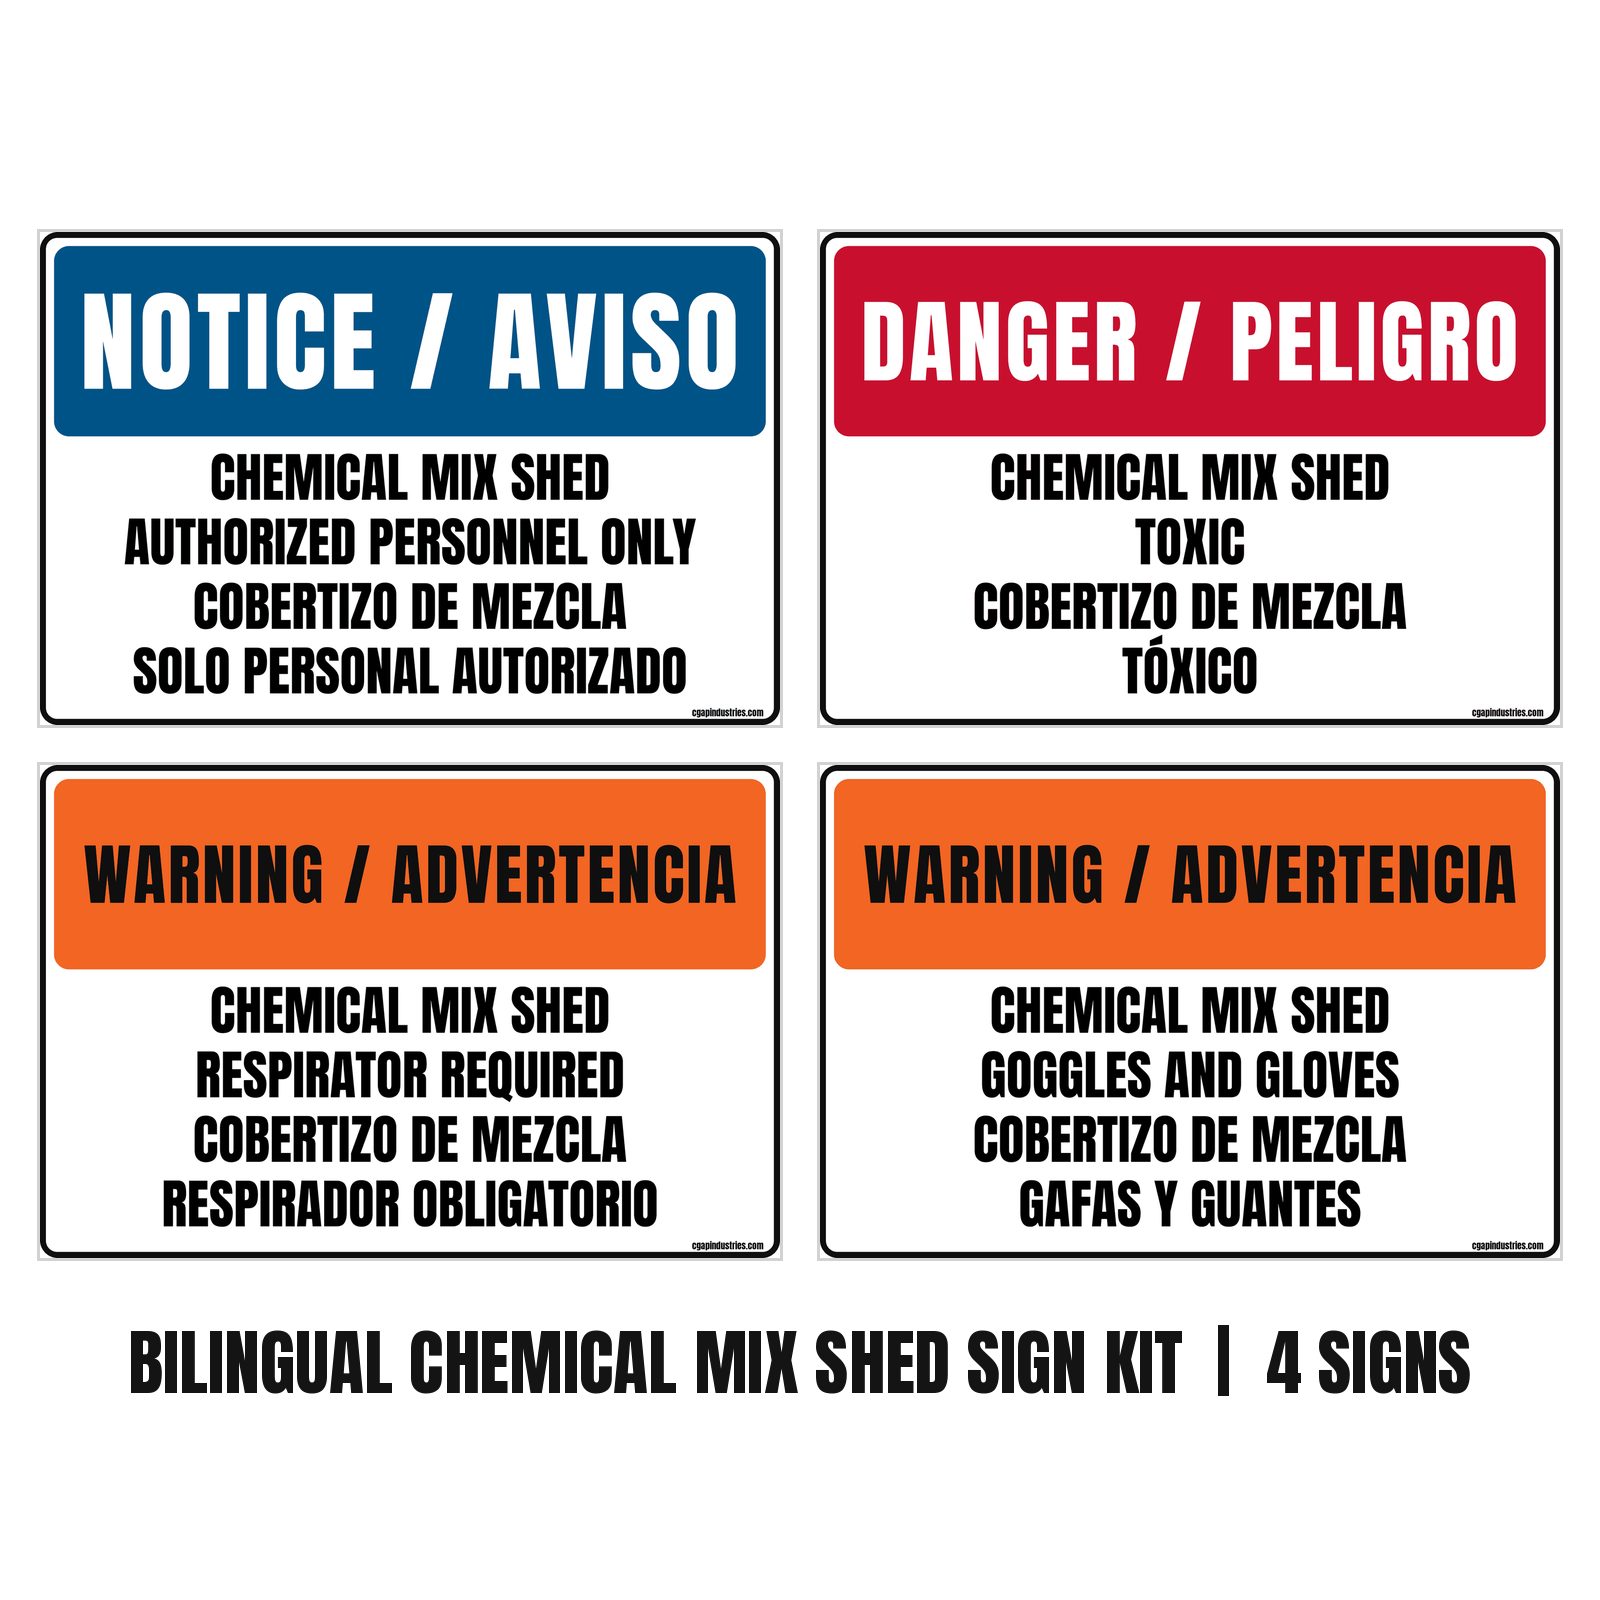 NOTICE / AVISO
CHEMICAL MIX SHED
AUTHORIZED PERSONNEL ONLY
COBERTIZO DE MEZCLA
SOLO PERSONAL AUTORIZADO
cgapindustries.com
DANGER / PELIGRO
CHEMICAL MIX SHED
TOXIC
COBERTIZO DE MEZCLA
TÓXICO
cgapindustries.com
WARNING / ADVERTENCIA
CHEMICAL MIX SHED
RESPIRATOR REQUIRED
COBERTIZO DE MEZCLA
RESPIRADOR OBLIGATORIO
cgapindustries.com
WARNING / ADVERTENCIA
CHEMICAL MIX SHED
GOGGLES AND GLOVES
COBERTIZO DE MEZCLA
GAFAS Y GUANTES
cgapindustries.com
BILINGUAL CHEMICAL MIX SHED SIGN KIT | 4 SIGNS